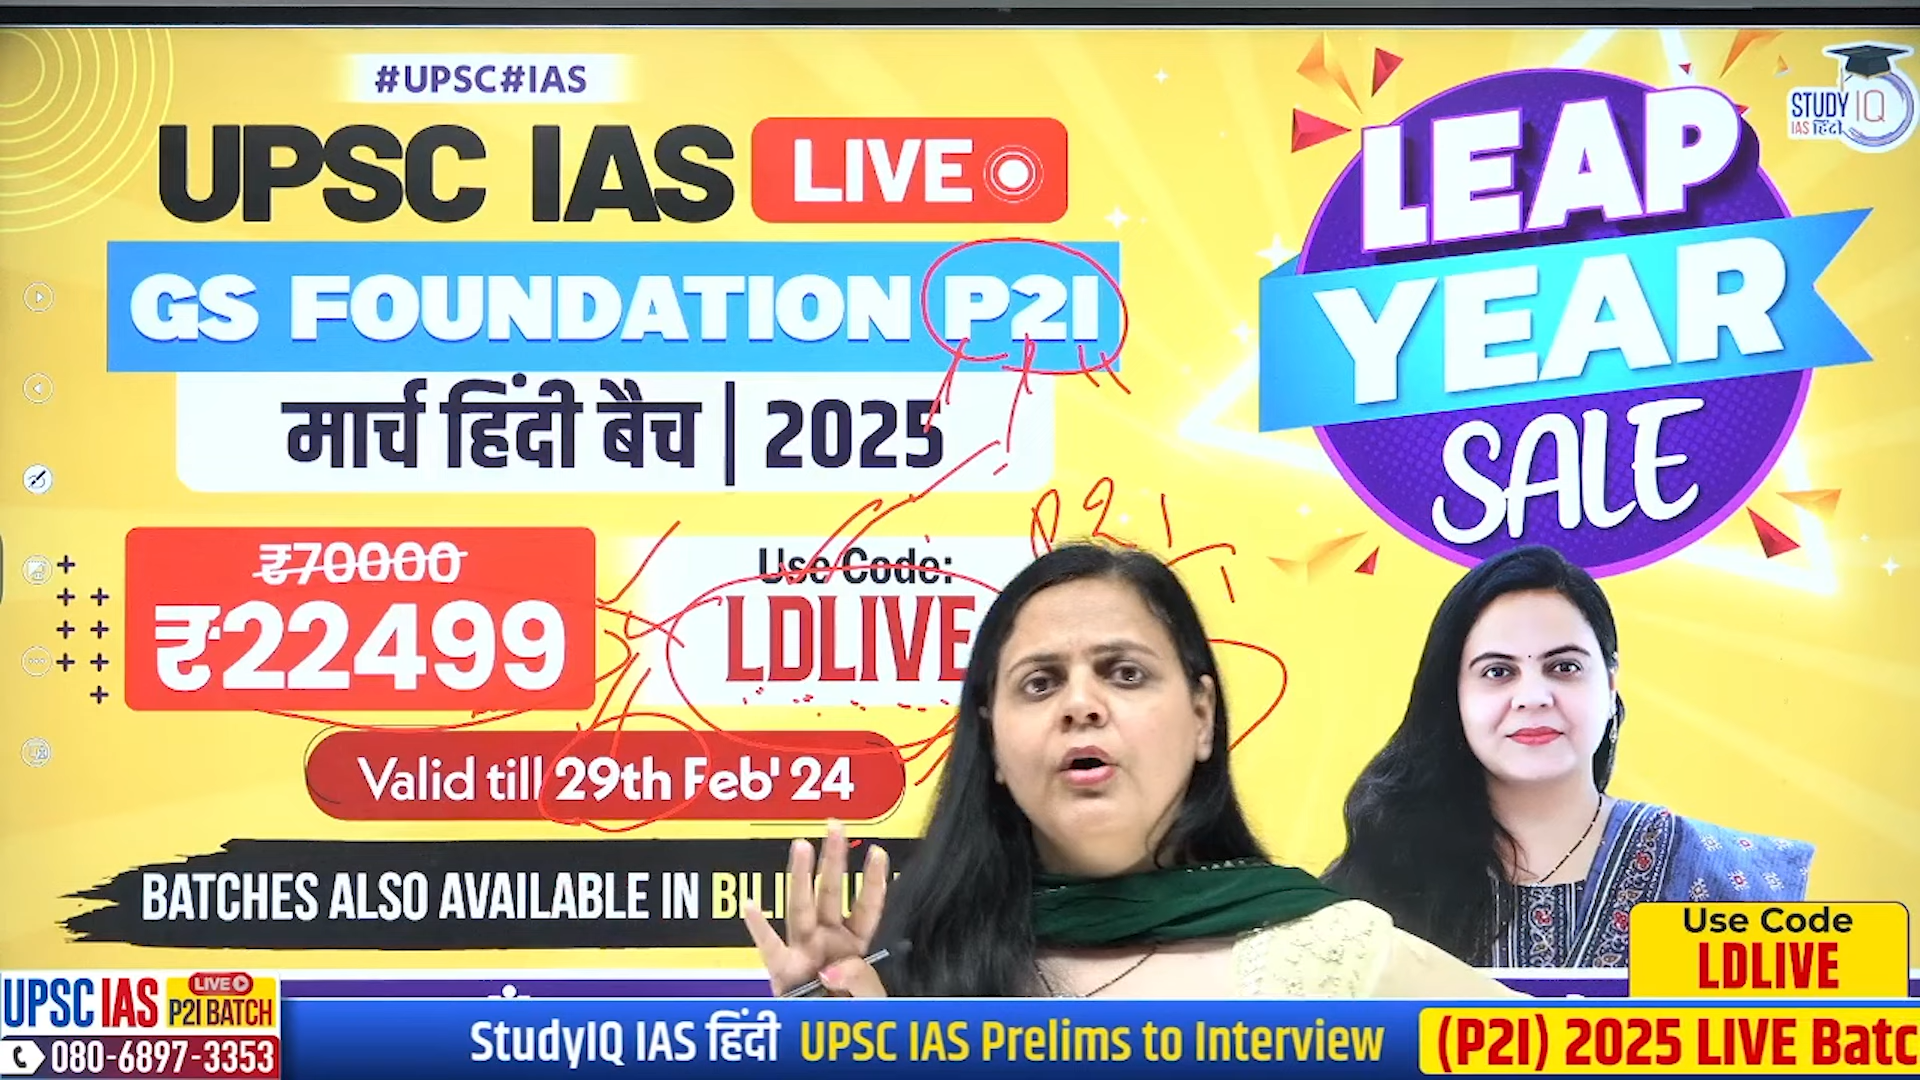 #UPSC#IAS
UPSC IAS LIVE
GS FOUNDATION P2I
मार्च हिंदी बैच | 2025
₹70000
₹22499
Use Code:
LDLIVE
P2I
Valid till 29th Feb' 24
BATCHES ALSO AVAILABLE IN
LEAP
YEAR
SALE
STUDY IQ
IAS हिंदी
Use Code
LDLIVE
UPSC IAS LIVE
P2I BATCH
080-6897-3353
StudyIQ IAS हिंदी UPSC IAS Prelims to Interview (P2I) 2025 LIVE Batc